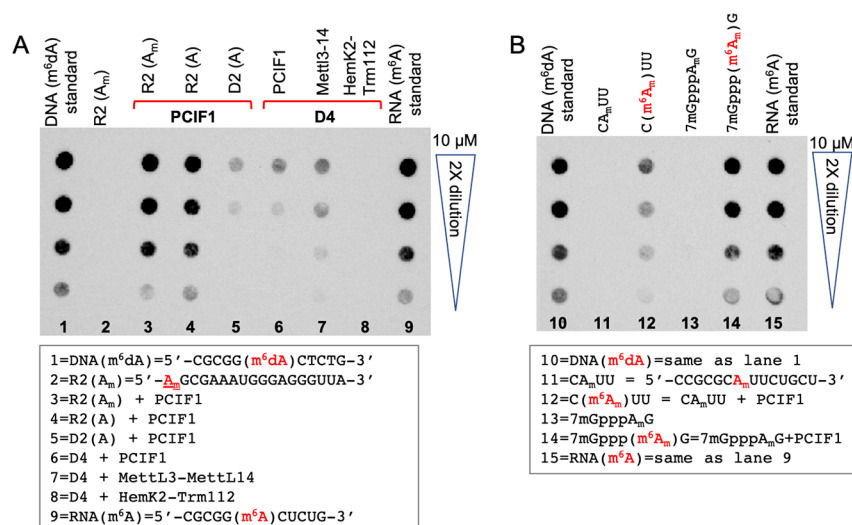 A
DNA (m⁶dA) standard
R2 (Aₘ)
R2 (Aₘ)
R2 (A)
D2 (A)
PCIF1
Mettl3-14
HemK2-Trm112
RNA (m⁶A) standard
PCIF1
D4
10 µM
2X dilution
1 2 3 4 5 6 7 8 9
1=DNA(m⁶dA)=5’-CGCGG(m⁶dA)CTCTG-3’
2=R2(Aₘ)=5’-AₘGCGAAAUGGGAGGGUUA-3’
3=R2(Aₘ) + PCIF1
4=R2(A) + PCIF1
5=D2(A) + PCIF1
6=D4 + PCIF1
7=D4 + MettL3-MettL14
8=D4 + HemK2-Trm112
9=RNA(m⁶A)=5’-CGCGG(m⁶A)CUCUG-3’
B
DNA (m⁶dA) standard
CAₘUU
C(m⁶Aₘ)UU
7mGpppAₘG
7mGppp(m⁶Aₘ)G
RNA (m⁶A) standard
10 µM
2X dilution
10 11 12 13 14 15
10=DNA(m⁶dA)=same as lane 1
11=CAₘUU = 5’-CCGCGCAₘUUCUGCU-3’
12=C(m⁶Aₘ)UU = CAₘUU + PCIF1
13=7mGpppAₘG
14=7mGppp(m⁶Aₘ)G=7mGpppAₘG+PCIF1
15=RNA(m⁶A)=same as lane 9